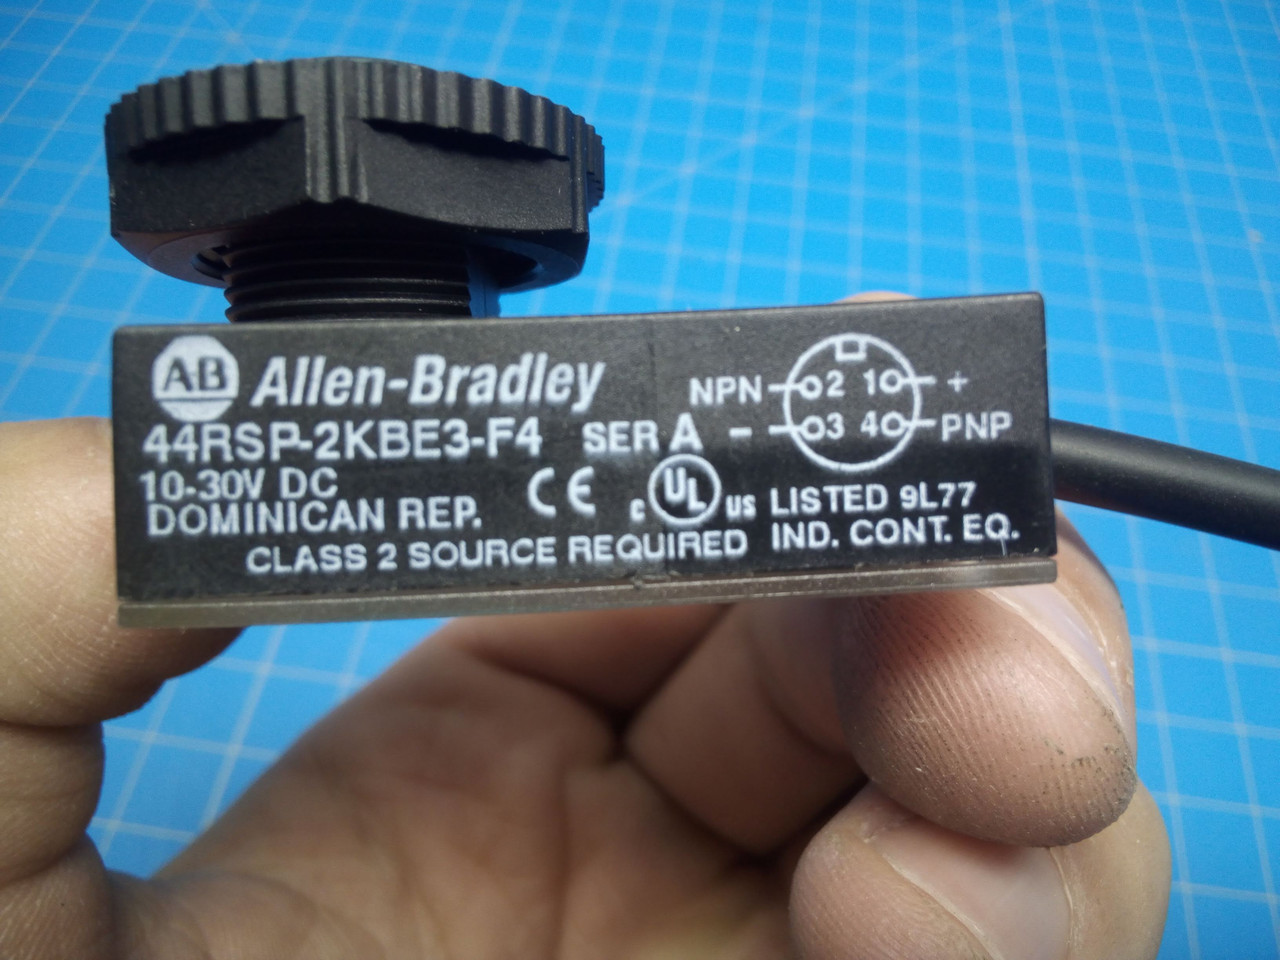 AB Allen-Bradley
44RSP-2KBE3-F4 SER A
10-30V DC
DOMINICAN REP.
CE
c UL us LISTED 9L77
IND. CONT. EQ.
CLASS 2 SOURCE REQUIRED
NPN 2 1 +
- 3 4 PNP